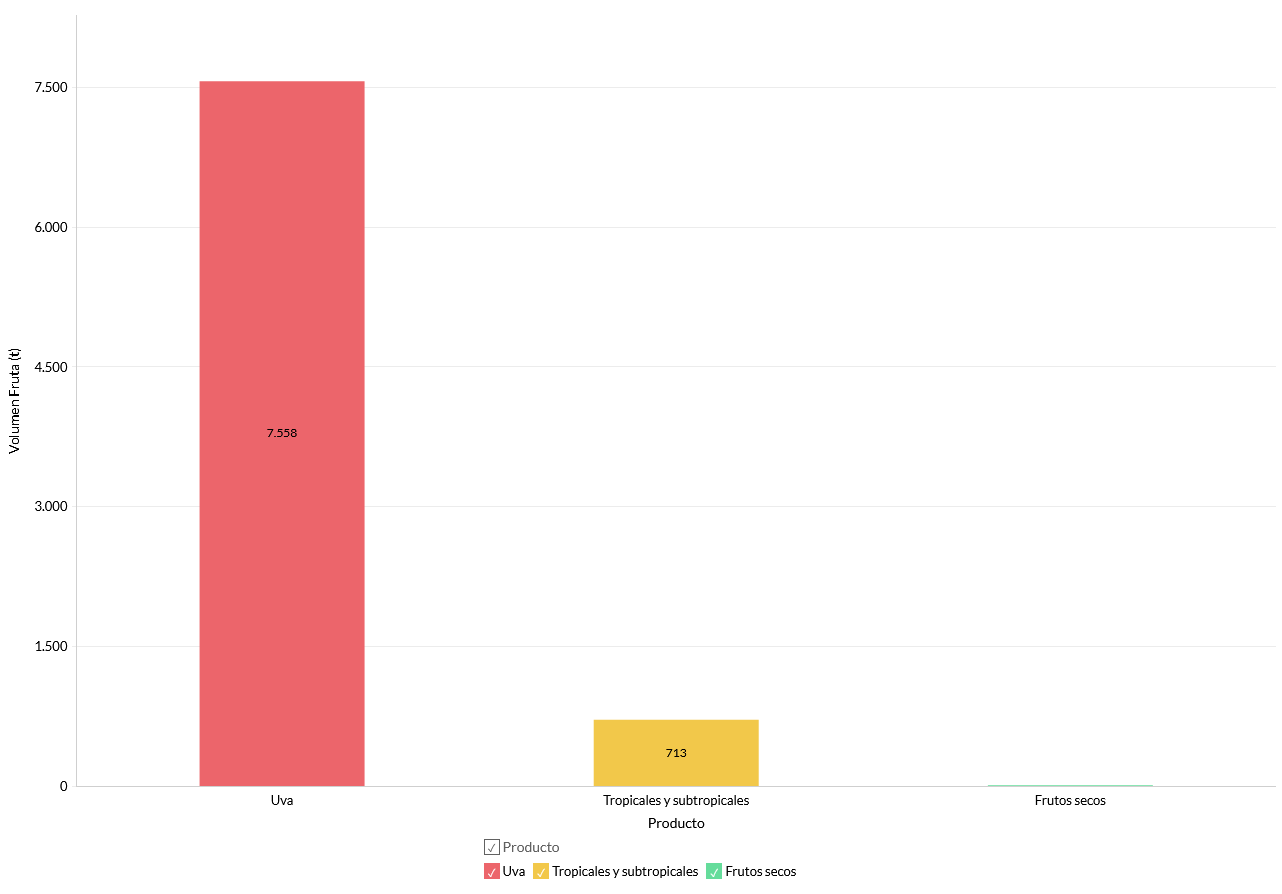 Volumen Fruta (t)
7.500
6.000
4.500
3.000
1.500
0
7.558
713
Uva
Tropicales y subtropicales
Frutos secos
Producto
Producto
Uva Tropicales y subtropicales Frutos secos